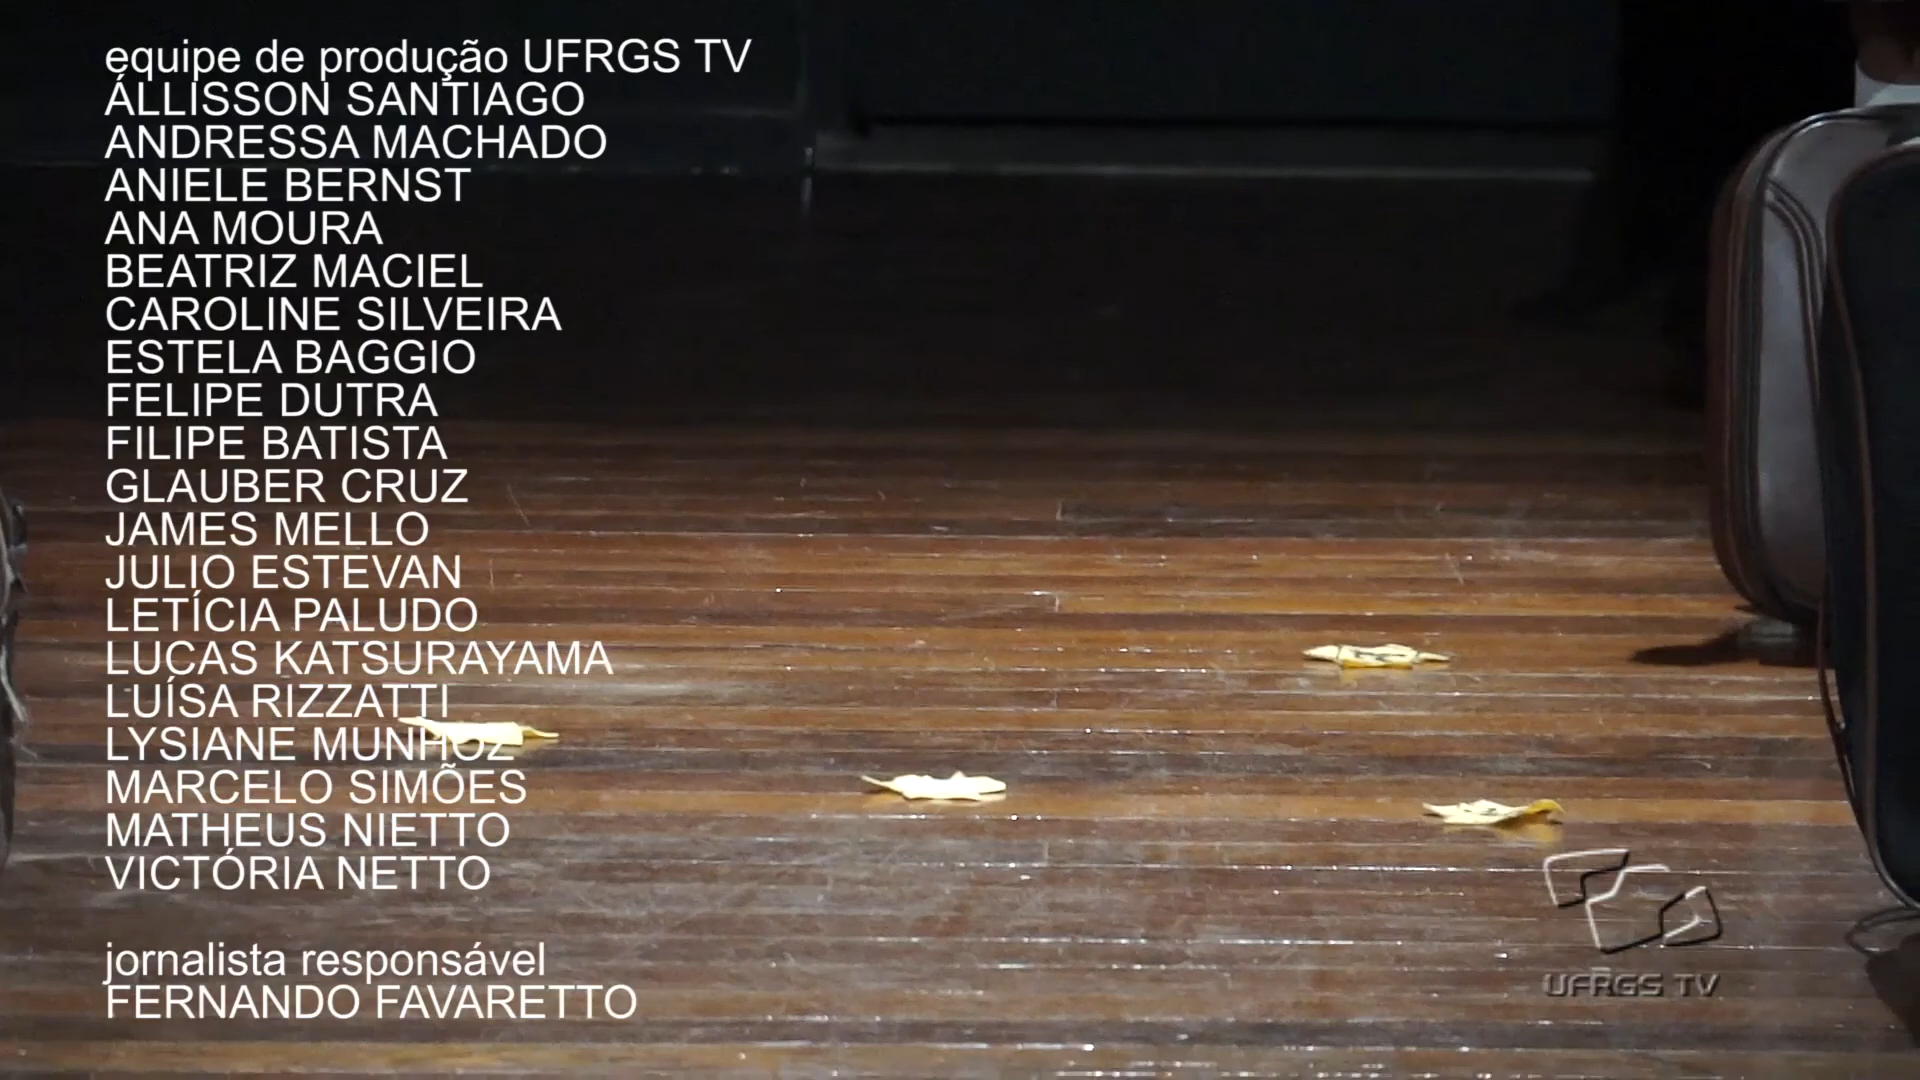 equipe de produção UFRGS TV
ÁLLISSON SANTIAGO
ANDRESSA MACHADO
ANIELE BERNST
ANA MOURA
BEATRIZ MACIEL
CAROLINE SILVEIRA
ESTELA BAGGIO
FELIPE DUTRA
FILIPE BATISTA
GLAUBER CRUZ
JAMES MELLO
JULIO ESTEVAN
LETÍCIA PALUDO
LUCAS KATSURAYAMA
LUÍSA RIZZATTI
LYSIANE MUNHOZ
MARCELO SIMÕES
MATHEUS NIETTO
VICTÓRIA NETTO
jornalista responsável
FERNANDO FAVARETTO
UFRGS TV